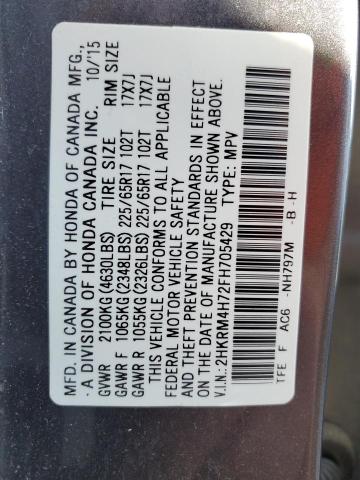 MFD. IN CANADA BY HONDA OF CANADA MFG.,
A DIVISION OF HONDA CANADA INC. 10/'15
GVWR 2100KG (4630LBS) TIRE SIZE RIM SIZE
GAWR F 1065KG (2348LBS) 225/65R17 102T 17X7J
GAWR R 1055KG (2326LBS) 225/65R17 102T 17X7J
THIS VEHICLE CONFORMS TO ALL APPLICABLE
FEDERAL MOTOR VEHICLE SAFETY
AND THEFT PREVENTION STANDARDS IN EFFECT
ON THE DATE OF MANUFACTURE SHOWN ABOVE.
V.I.N.: 2HKRM4H72FH705429 TYPE: MPV
TFE F AC6 -NH797M -B -H